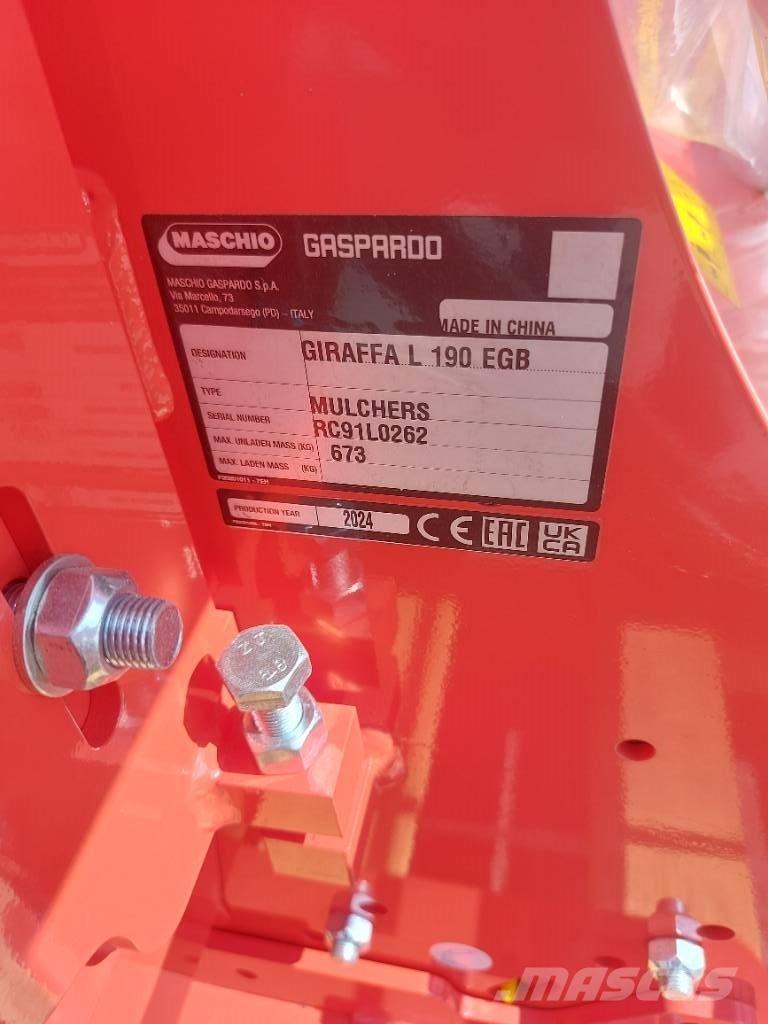 MASCHIO GASPARDO
MASCHIO GASPARDO S.p.A.
Via Marcello, 73
35011 Campodarsego (PD) - ITALY
MADE IN CHINA
DESIGNATION GIRAFFA L 190 EGB
TYPE MULCHERS
SERIAL NUMBER RC91L0262
MAX. UNLADEN MASS (KG) 673
MAX. LADEN MASS (KG)
PRODUCTION YEAR 2024 CE EAC UK CA
8.8
MASCUS